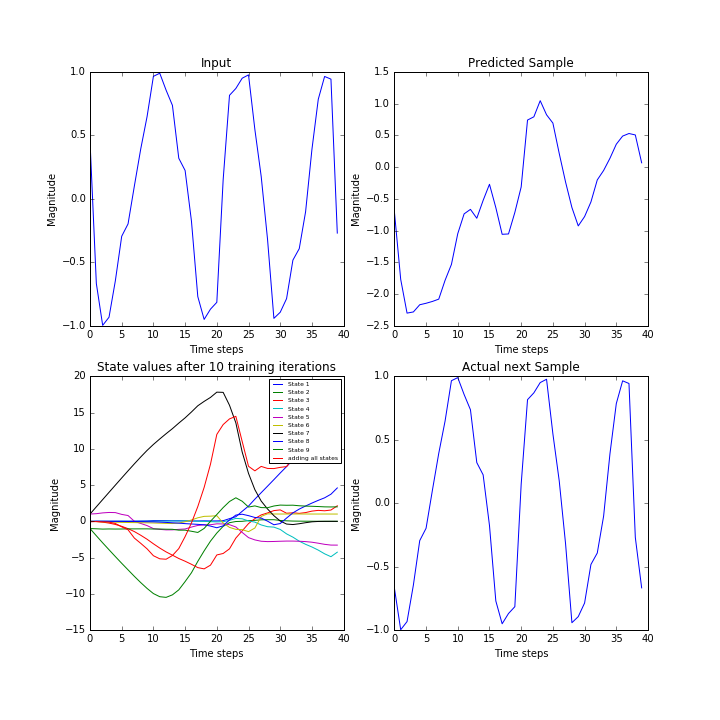 Input
Magnitude
1.0
0.5
0.0
−0.5
−1.0
0 5 10 15 20 25 30 35 40
Time steps
Predicted Sample
Magnitude
1.5
1.0
0.5
0.0
−0.5
−1.0
−1.5
−2.0
−2.5
0 5 10 15 20 25 30 35 40
Time steps
State values after 10 training iterations
Magnitude
20
15
10
5
0
−5
−10
−15
0 5 10 15 20 25 30 35 40
Time steps
State 1
State 2
State 3
State 4
State 5
State 6
State 7
State 8
State 9
adding all states
Actual next Sample
Magnitude
1.0
0.5
0.0
−0.5
−1.0
0 5 10 15 20 25 30 35 40
Time steps